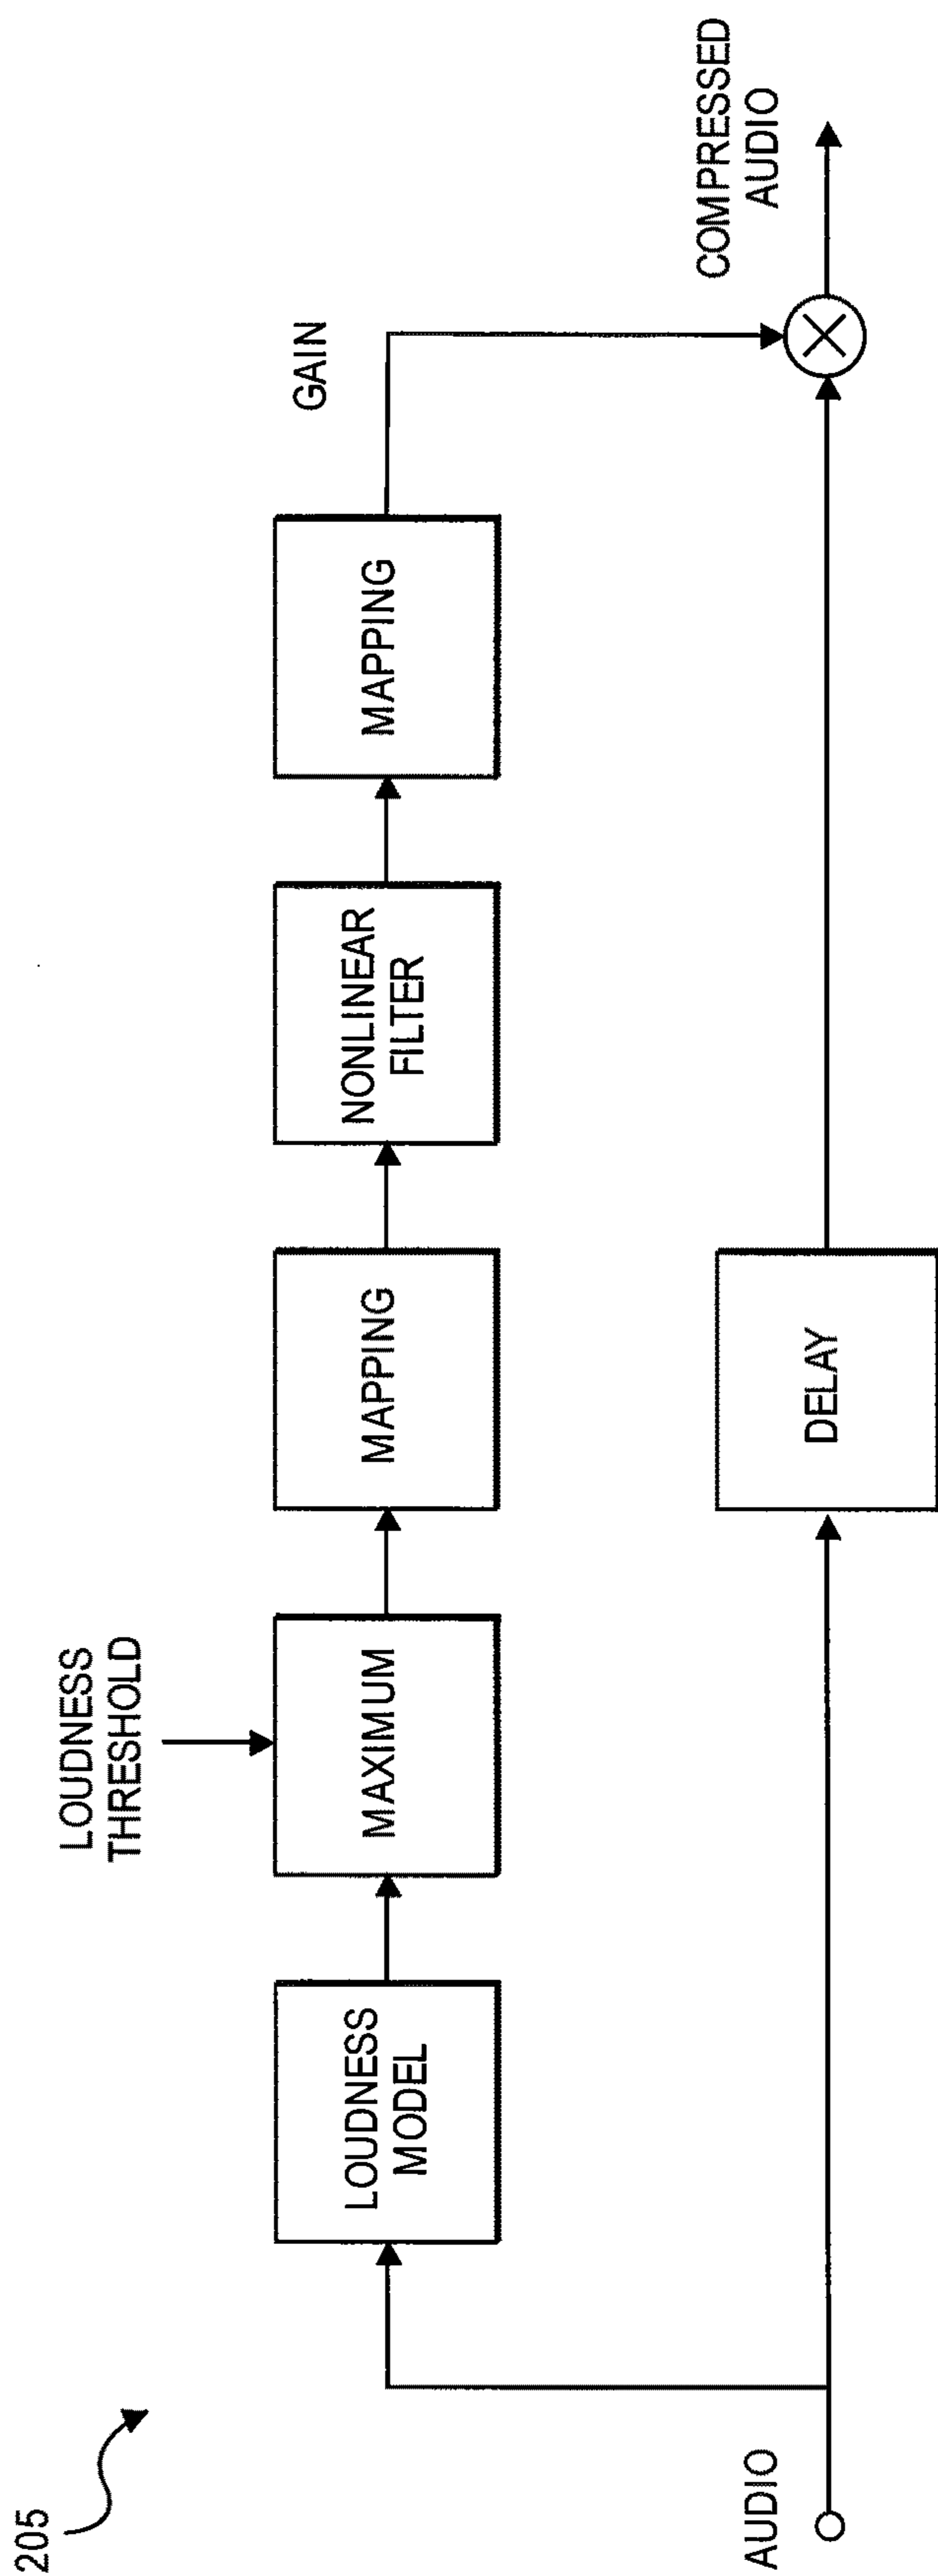 205
LOUDNESS
THRESHOLD
LOUDNESS
MODEL
MAXIMUM
MAPPING
NONLINEAR
FILTER
MAPPING
GAIN
AUDIO
DELAY
COMPRESSED
AUDIO